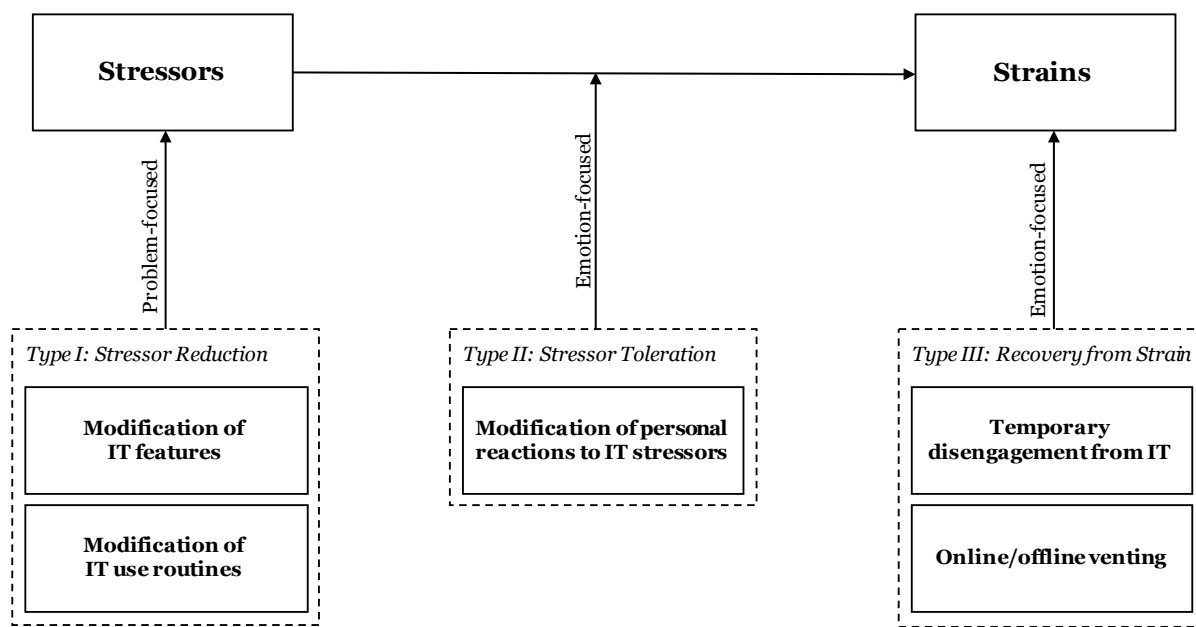 Stressors
Strains
Problem-focused
Emotion-focused
Emotion-focused
Type I: Stressor Reduction
Modification of
IT features
Modification of
IT use routines
Type II: Stressor Toleration
Modification of personal
reactions to IT stressors
Type III: Recovery from Strain
Temporary
disengagement from IT
Online/offline venting